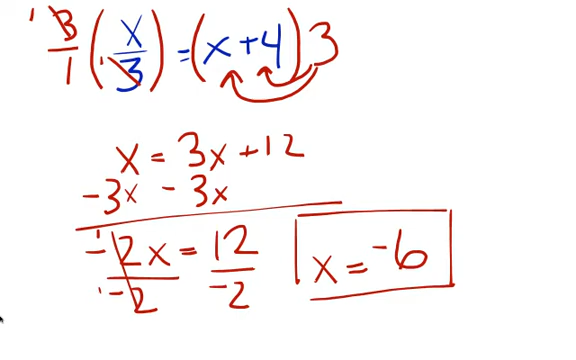 3/1 (x/3) = (x + 4) 3
x = 3x + 12
-3x - 3x
-2x = 12
-2 -2
x = -6